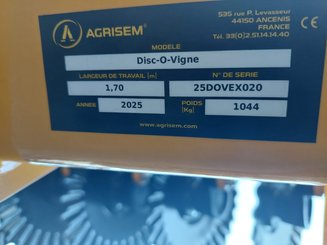 AGRISEM®
535 rue P. Levasseur
44150 ANCENIS
FRANCE
Tél. 33(0)2.51.14.14.40
CE
Disc-O-Vigne
LARGEUR DE TRAVAIL [m]
N° DE SERIE
1,70
25DOVEX020
ANNEE
2025
POIDS [Kg]
1044
www.agrisem.com